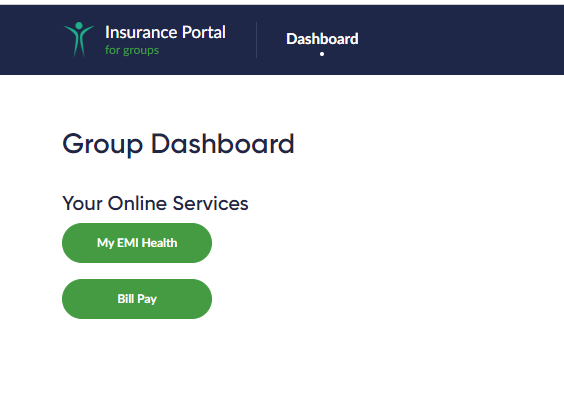 Insurance Portal
for groups
Dashboard
Group Dashboard
Your Online Services
My EMI Health
Bill Pay